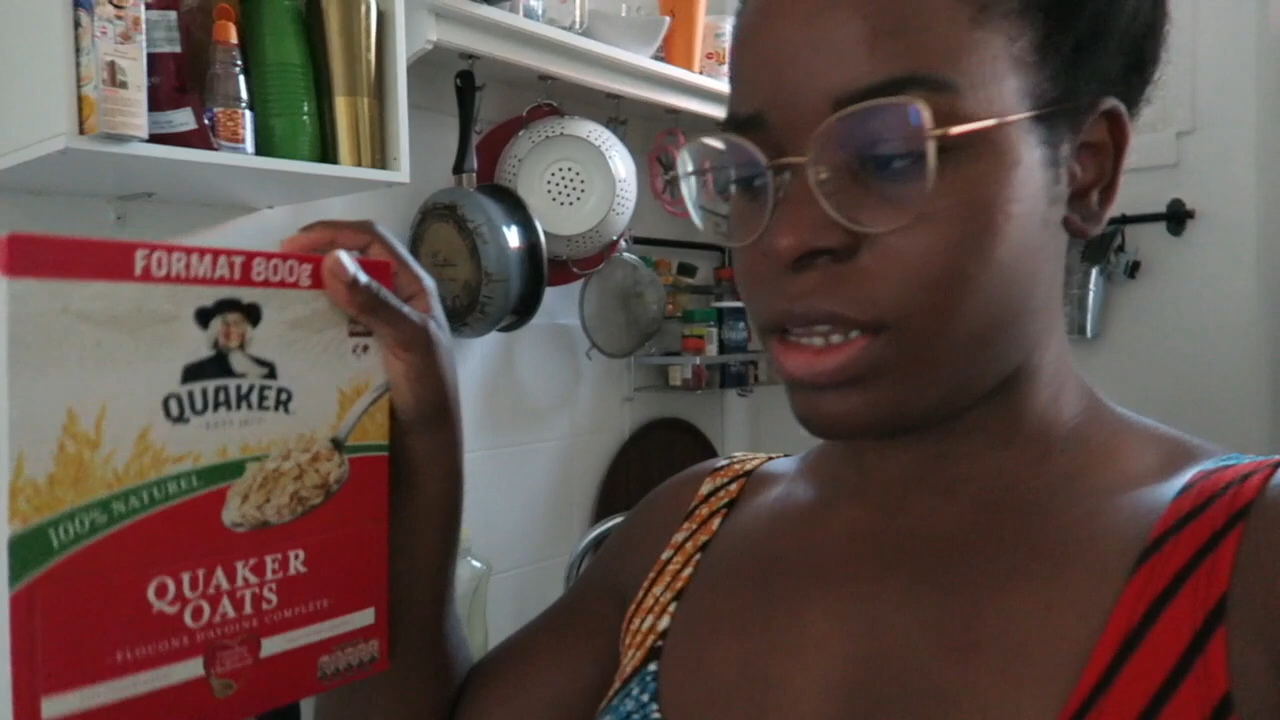 FORMAT 800g
QUAKER
100% NATUREL
QUAKER
OATS
FLOCONS D'AVOINE COMPLÈTE